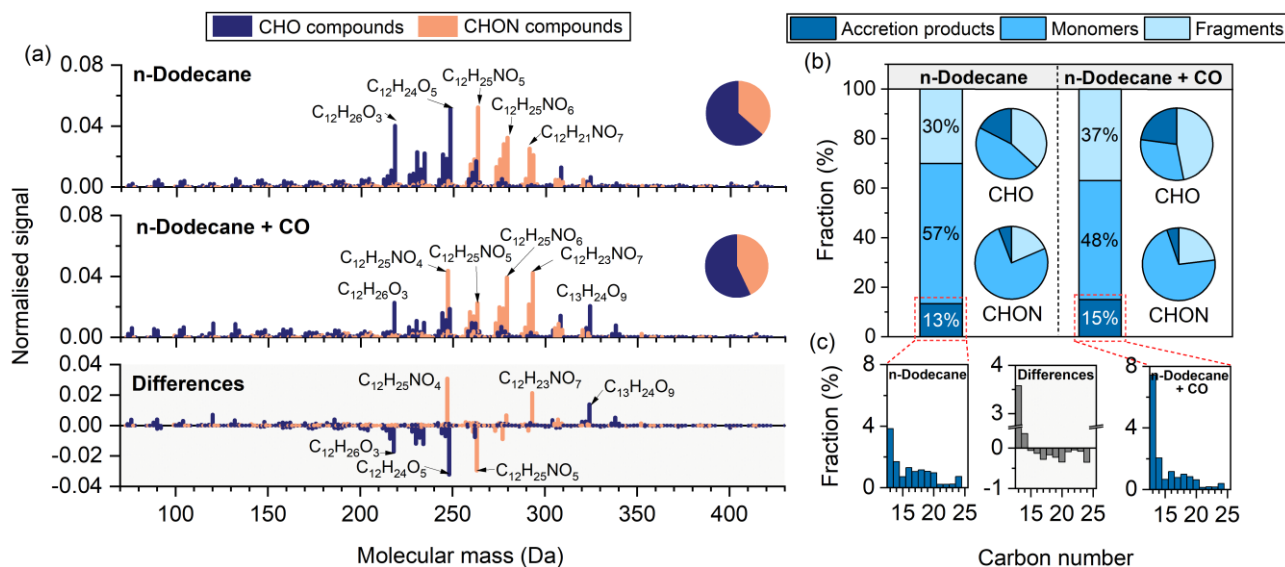 CHO compounds CHON compounds
Accretion products Monomers Fragments
(a)
0.08
n-Dodecane
C₁₂H₂₆O₃
C₁₂H₂₄O₅
C₁₂H₂₅NO₅
C₁₂H₂₅NO₆
C₁₂H₂₁NO₇
0.04
0.00
0.08
n-Dodecane + CO
C₁₂H₂₆O₃
C₁₂H₂₅NO₄
C₁₂H₂₅NO₅
C₁₂H₂₅NO₆
C₁₂H₂₃NO₇
C₁₃H₂₄O₉
0.04
0.00
0.04
Differences
C₁₂H₂₅NO₄
C₁₂H₂₃NO₇
C₁₃H₂₄O₉
0.02
0.00
-0.02
-0.04
C₁₂H₂₆O₃
C₁₂H₂₄O₅
C₁₂H₂₅NO₅
Normalised signal
100 150 200 250 300 350 400
Molecular mass (Da)
(b)
n-Dodecane n-Dodecane + CO
100
80
60
40
20
0
Fraction (%)
30%
57%
13%
CHO
CHON
37%
48%
15%
CHO
CHON
(c)
8
4
0
Fraction (%)
n-Dodecane
15 20 25
4
3
0
-1
Differences
15 20 25
8
4
0
n-Dodecane
+ CO
15 20 25
Carbon number